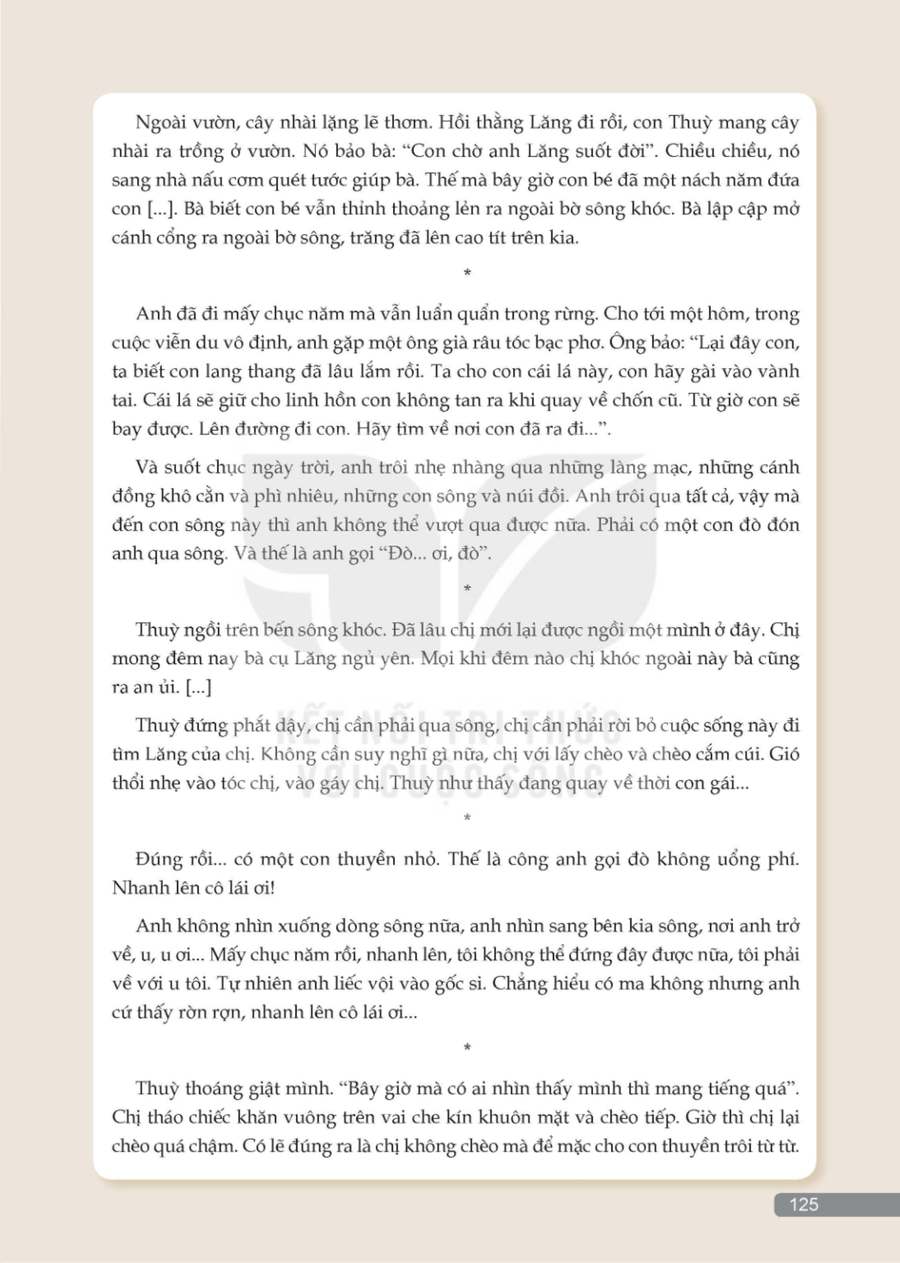 Ngoài vườn, cây nhài lặng lẽ thơm. Hồi thằng Lăng đi rồi, con Thuỳ mang cây
nhài ra trồng ở vườn. Nó bảo bà: “Con chờ anh Lăng suốt đời”. Chiều chiều, nó
sang nhà nấu cơm quét tước giúp bà. Thế mà bây giờ con bé đã một nách năm đứa
con [...]. Bà biết con bé vẫn thỉnh thoảng lẻn ra ngoài bờ sông khóc. Bà lập cập mở
cánh cổng ra ngoài bờ sông, trăng đã lên cao tít trên kia.
*
Anh đã đi mấy chục năm mà vẫn luẩn quẩn trong rừng. Cho tới một hôm, trong
cuộc viễn du vô định, anh gặp một ông già râu tóc bạc phơ. Ông bảo: “Lại đây con,
ta biết con lang thang đã lâu lắm rồi. Ta cho con cái lá này, con hãy gài vào vành
tai. Cái lá sẽ giữ cho linh hồn con không tan ra khi quay về chốn cũ. Từ giờ con sẽ
bay được. Lên đường đi con. Hãy tìm về nơi con đã ra đi...”.
Và suốt chục ngày trời, anh trôi nhẹ nhàng qua những làng mạc, những cánh
đồng khô cằn và phì nhiêu, những con sông và núi đồi. Anh trôi qua tất cả, vậy mà
đến con sông này thì anh không thể vượt qua được nữa. Phải có một con đò đón
anh qua sông. Và thế là anh gọi “Đò... ơi, đò”.
*
Thuỳ ngồi trên bến sông khóc. Đã lâu chị mới lại được ngồi một mình ở đây. Chị
mong đêm nay bà cụ Lăng ngủ yên. Mọi khi đêm nào chị khóc ngoài này bà cũng
ra an ủi. [...]
Thuỳ đứng phắt dậy, chị cần phải qua sông, chị cần phải rời bỏ cuộc sống này đi
tìm Lăng của chị. Không cần suy nghĩ gì nữa, chị với lấy chèo và chèo cắm cúi. Gió
thổi nhẹ vào tóc chị, vào gáy chị. Thuỳ như thấy đang quay về thời con gái...
KẾT NỐI TRI THỨC
VỚI CUỘC SỐNG
*
Đúng rồi... có một con thuyền nhỏ. Thế là công anh gọi đò không uổng phí.
Nhanh lên cô lái ơi!
Anh không nhìn xuống dòng sông nữa, anh nhìn sang bên kia sông, nơi anh trở
về, u, u ơi... Mấy chục năm rồi, nhanh lên, tôi không thể đứng đây được nữa, tôi phải
về với u tôi. Tự nhiên anh liếc vội vào gốc si. Chẳng hiểu có ma không nhưng anh
cứ thấy rờn rợn, nhanh lên cô lái ơi...
*
Thuỳ thoáng giật mình. “Bây giờ mà có ai nhìn thấy mình thì mang tiếng quá”.
Chị tháo chiếc khăn vuông trên vai che kín khuôn mặt và chèo tiếp. Giờ thì chị lại
chèo quá chậm. Có lẽ đúng ra là chị không chèo mà để mặc cho con thuyền trôi từ từ.
125